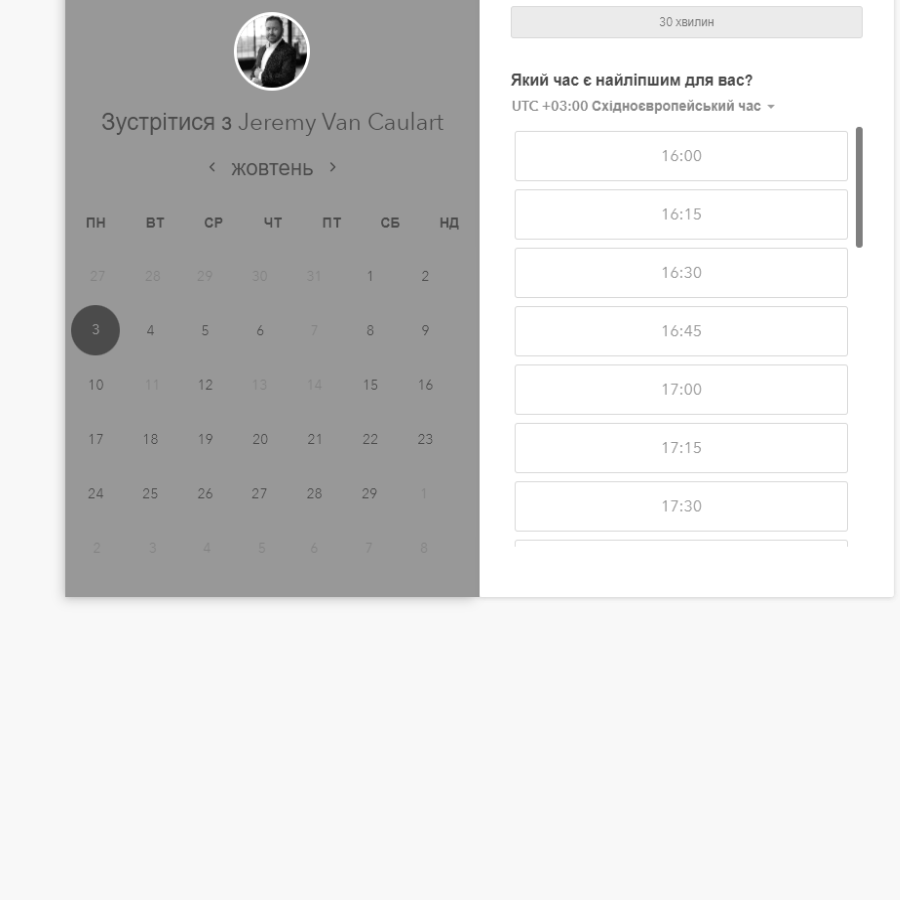 Зустрітися з Jeremy Van Caulart
жовтень
ПН ВТ СР ЧТ ПТ СБ НД
27 28 29 30 31 1 2
3 4 5 6 7 8 9
10 11 12 13 14 15 16
17 18 19 20 21 22 23
24 25 26 27 28 29 1
2 3 4 5 6 7 8
30 хвилин
Який час є найліпшим для вас?
UTC +03:00 Східноєвропейський час
16:00
16:15
16:30
16:45
17:00
17:15
17:30